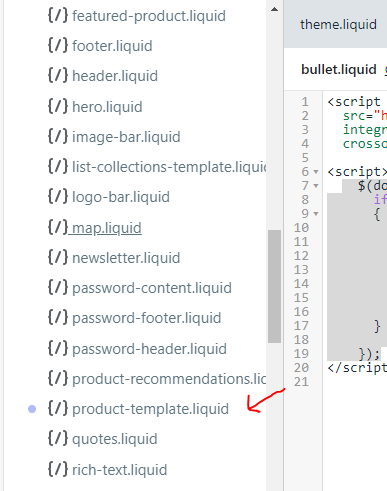 {/} featured-product.liquid
{/} footer.liquid
{/} header.liquid
{/} hero.liquid
{/} image-bar.liquid
{/} list-collections-template.liquid
{/} logo-bar.liquid
{/} map.liquid
{/} newsletter.liquid
{/} password-content.liquid
{/} password-footer.liquid
{/} password-header.liquid
{/} product-recommendations.lic
{/} product-template.liquid
{/} quotes.liquid
{/} rich-text.liquid
theme.liquid
bullet.liquid
1 <script
2 src="h
3 integr
4 crosso
5
6 <script>
7 $(do
8 if
9 {
10
11
12
13
14
15
16
17 }
18
19 });
20 </script
21